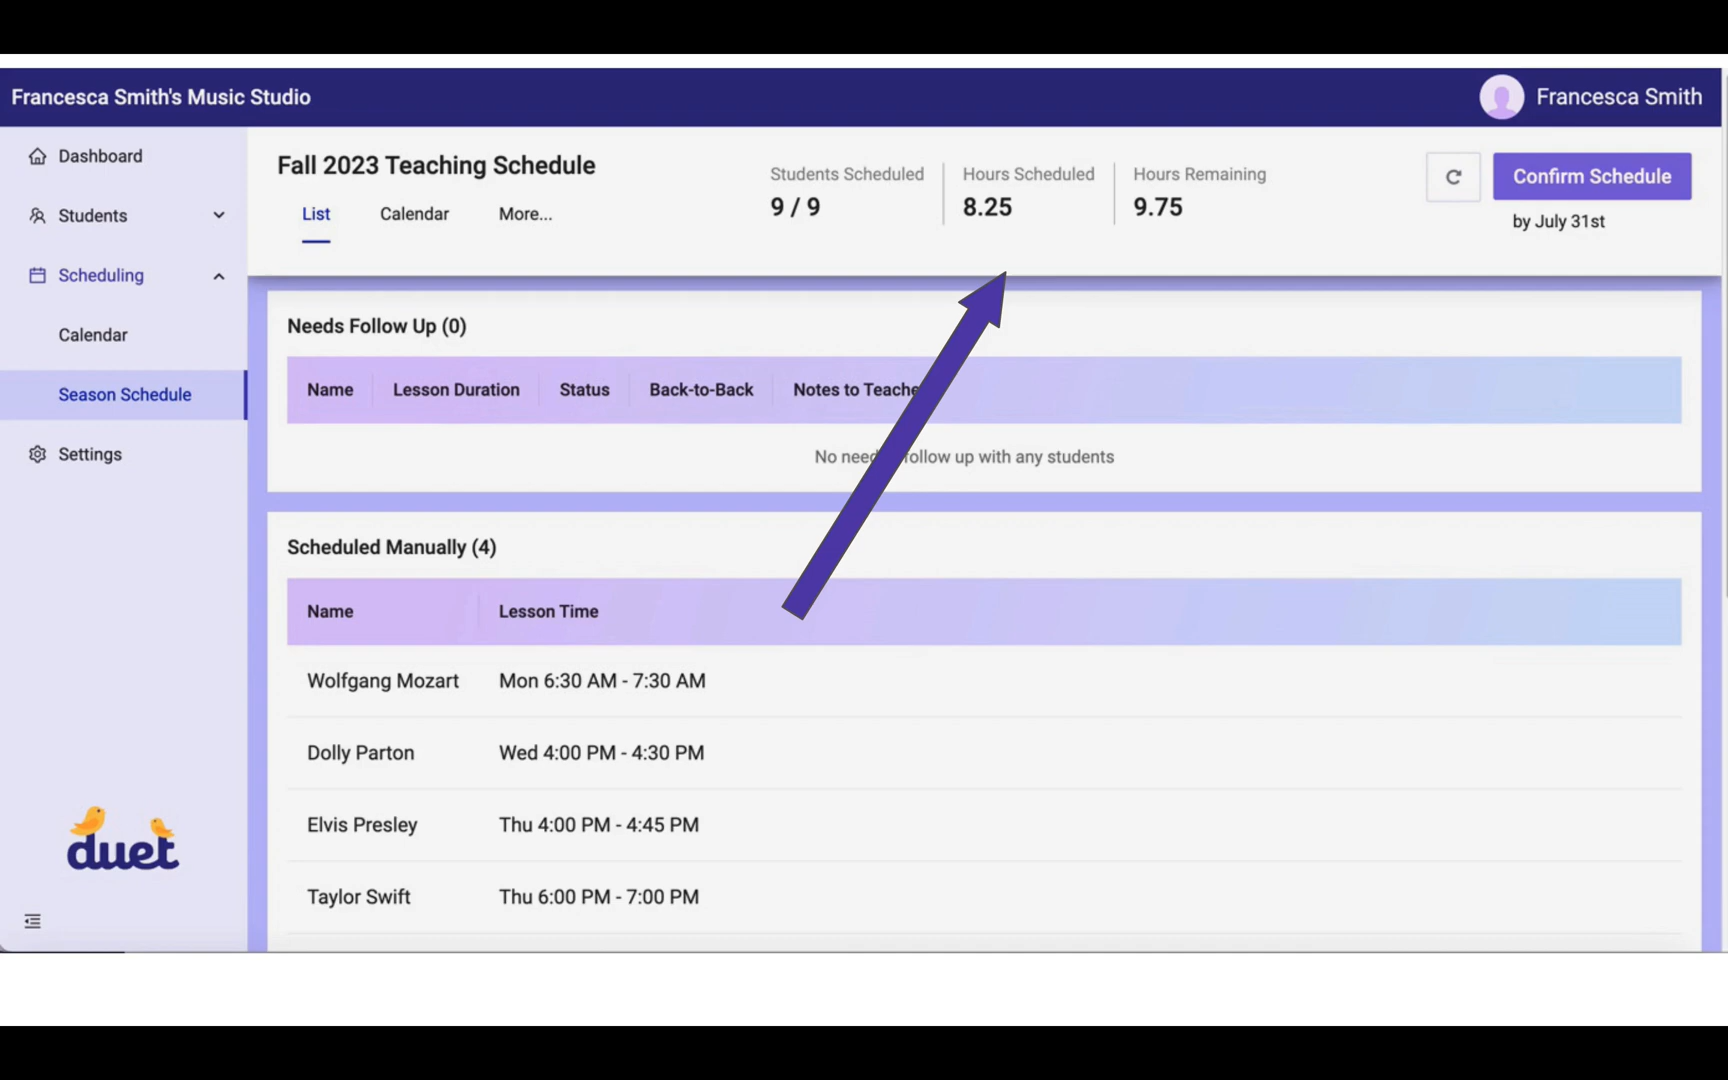 Francesca Smith's Music Studio
Francesca Smith
Dashboard
Students
Scheduling
Calendar
Season Schedule
Settings
duet
Fall 2023 Teaching Schedule
List Calendar More...
Students Scheduled
9 / 9
Hours Scheduled
8.25
Hours Remaining
9.75
Confirm Schedule
by July 31st
Needs Follow Up (0)
Name Lesson Duration Status Back-to-Back Notes to Teache
No need follow up with any students
Scheduled Manually (4)
Name Lesson Time
Wolfgang Mozart Mon 6:30 AM - 7:30 AM
Dolly Parton Wed 4:00 PM - 4:30 PM
Elvis Presley Thu 4:00 PM - 4:45 PM
Taylor Swift Thu 6:00 PM - 7:00 PM